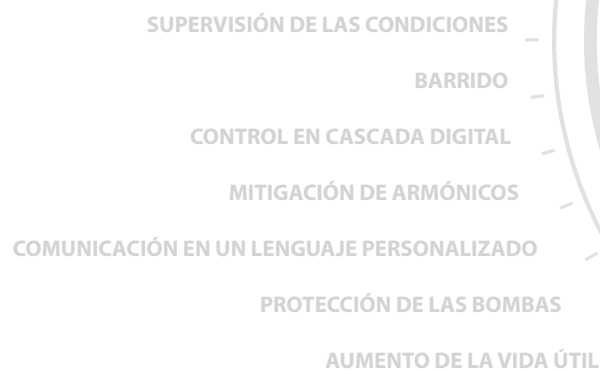 SUPERVISIÓN DE LAS CONDICIONES
BARRIDO
CONTROL EN CASCADA DIGITAL
MITIGACIÓN DE ARMÓNICOS
COMUNICACIÓN EN UN LENGUAJE PERSONALIZADO
PROTECCIÓN DE LAS BOMBAS
AUMENTO DE LA VIDA ÚTIL